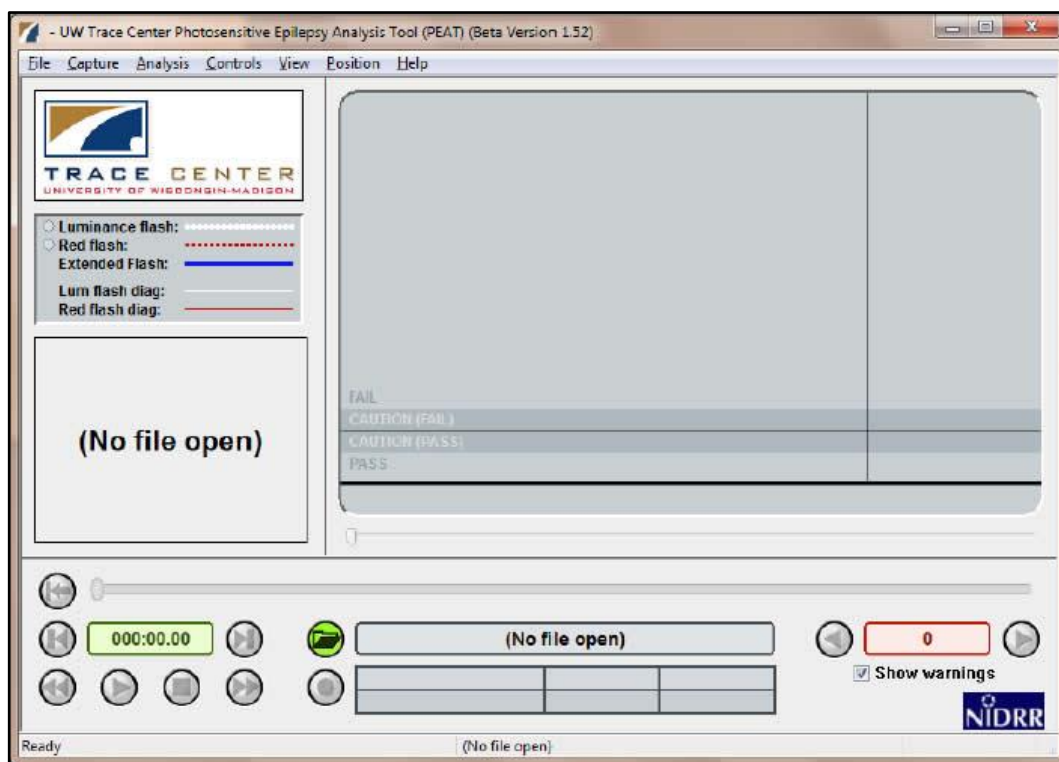 - UW Trace Center Photosensitive Epilepsy Analysis Tool (PEAT) (Beta Version 1.52)
File Capture Analysis Controls View Position Help
TRACE CENTER
UNIVERSITY OF WISCONSIN-MADISON
Luminance flash:
Red flash:
Extended Flash:
Lum flash diag:
Red flash diag:
(No file open)
FAIL
CAUTION (FAIL)
CAUTION (PASS)
PASS
000:00.00
(No file open)
0
Show warnings
NIDRR
Ready
(No file open)